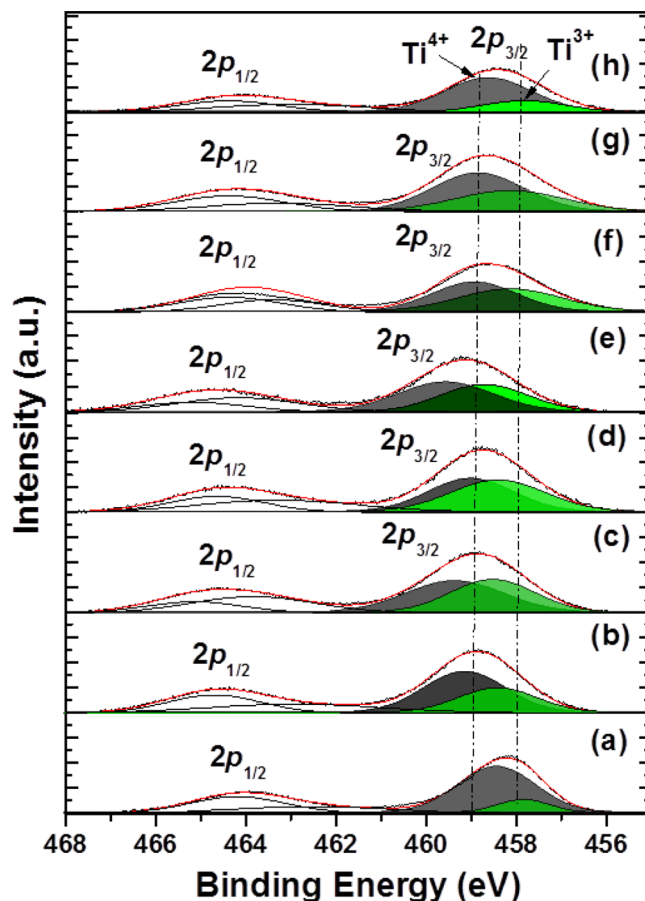 Ti4+ 2p3/2 Ti3+
2p1/2 (h)
2p1/2 2p3/2 (g)
2p1/2 2p3/2 (f)
2p1/2 2p3/2 (e)
2p1/2 2p3/2 (d)
2p1/2 2p3/2 (c)
2p1/2 (b)
2p1/2 (a)
Intensity (a.u.)
468 466 464 462 460 458 456
Binding Energy (eV)